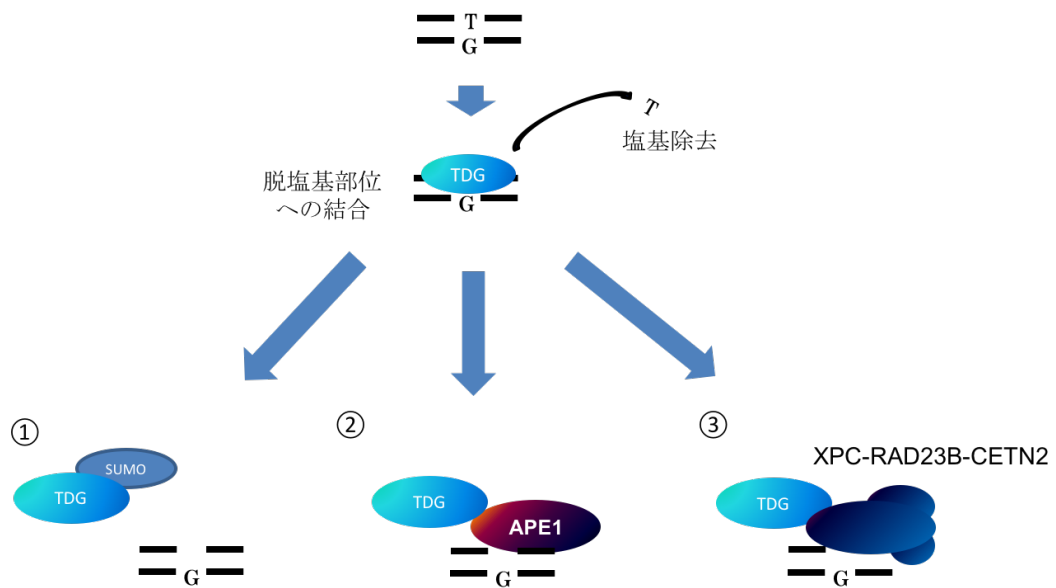 T
G
T
塩基除去
TDG
脱塩基部位
への結合
G
①
②
③
XPC-RAD23B-CETN2
SUMO
TDG
TDG
TDG
APE1
G
G
G